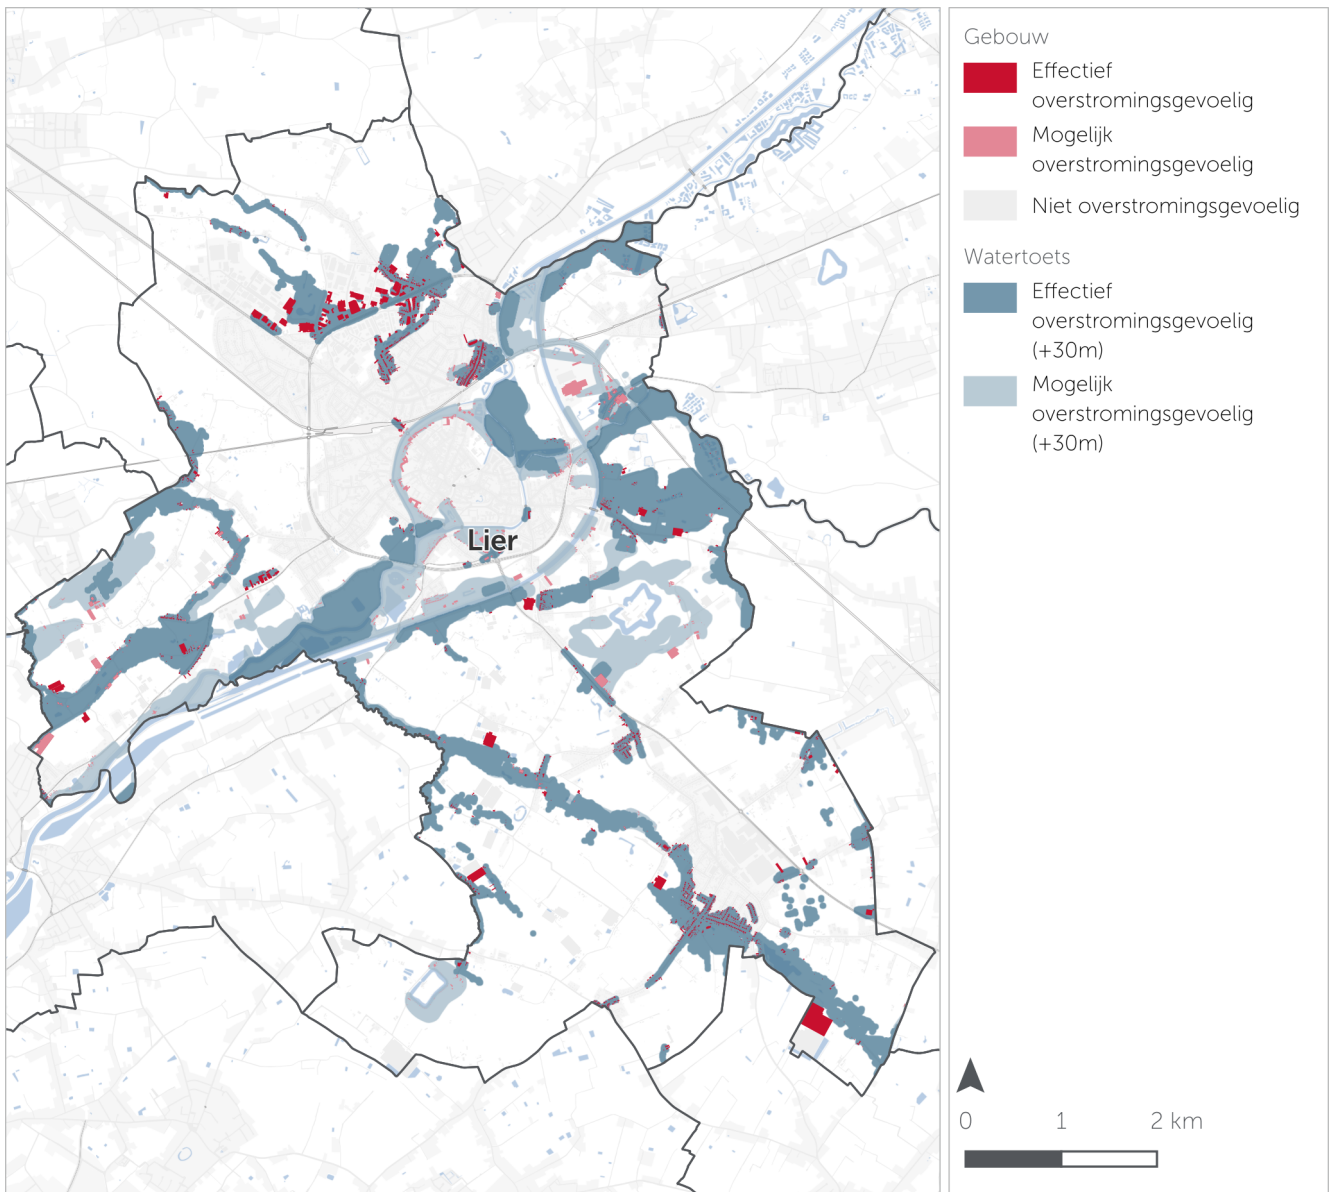 Lier
Gebouw
Effectief
overstromingsgevoelig
Mogelijk
overstromingsgevoelig
Niet overstromingsgevoelig
Watertoets
Effectief
overstromingsgevoelig
(+30m)
Mogelijk
overstromingsgevoelig
(+30m)
0 1 2 km